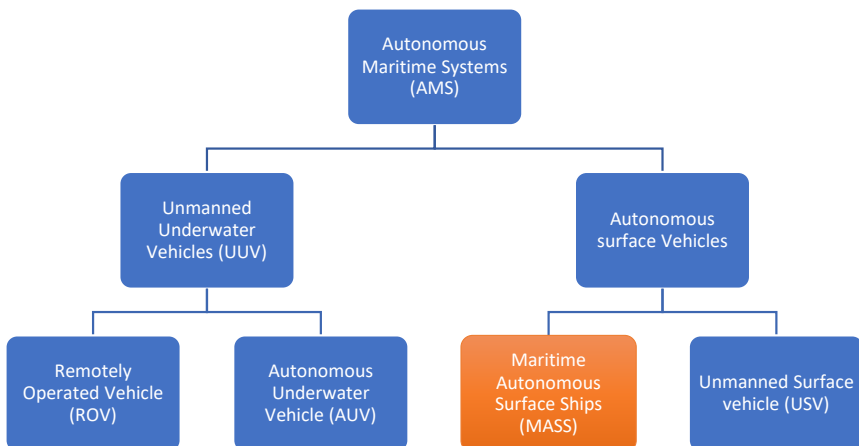 Autonomous
Maritime Systems
(AMS)
Unmanned
Underwater
Vehicles (UUV)
Autonomous
surface Vehicles
Remotely
Operated Vehicle
(ROV)
Autonomous
Underwater
Vehicle (AUV)
Maritime
Autonomous
Surface Ships
(MASS)
Unmanned Surface
vehicle (USV)